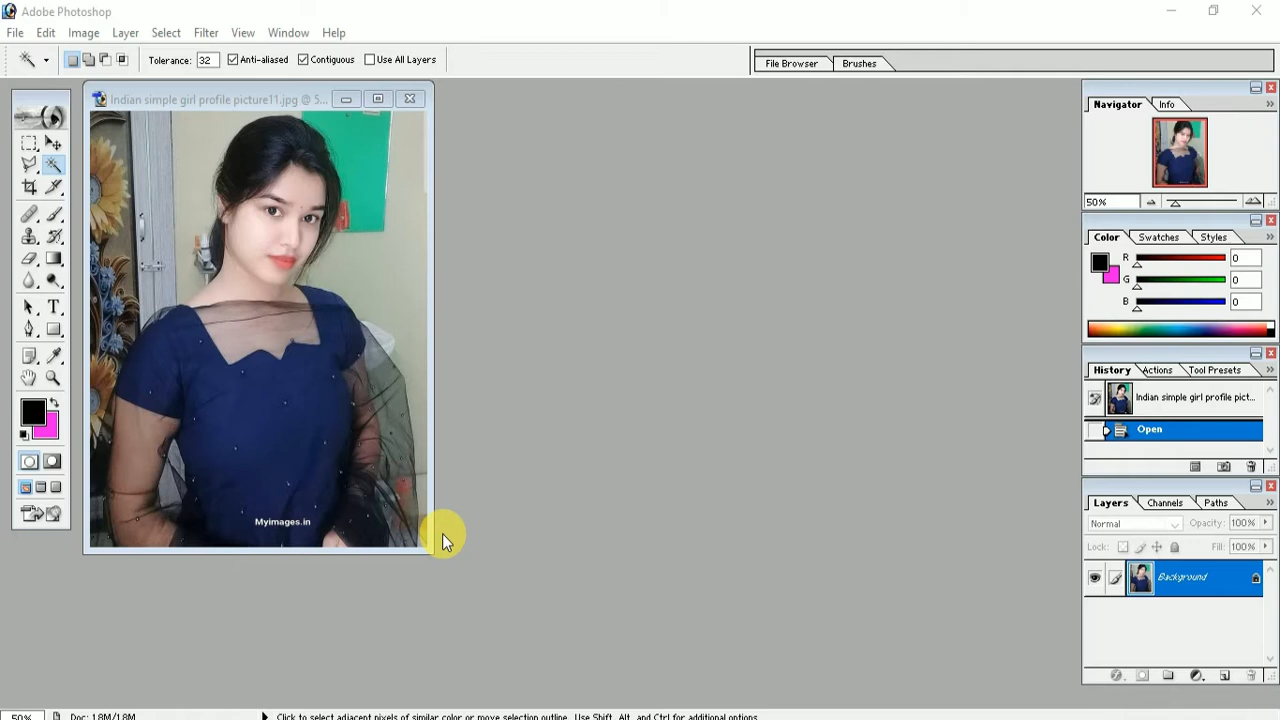 Adobe Photoshop
File Edit Image Layer Select Filter View Window Help
Tolerance: 32 Anti-aliased Contiguous Use All Layers File Browser Brushes
Indian simple girl profile picture11.jpg @ 5...
Myimages.in
Navigator Info
50%
Color Swatches Styles
R 0
G 0
B 0
History Actions Tool Presets
Indian simple girl profile pict...
Open
Layers Channels Paths
Normal Opacity: 100%
Lock: Fill: 100%
Background
50% Doc: 1.8M/1.8M Click to select adjacent pixels of similar color or move selection outline. Use Shift, Alt, and Ctrl for additional options.